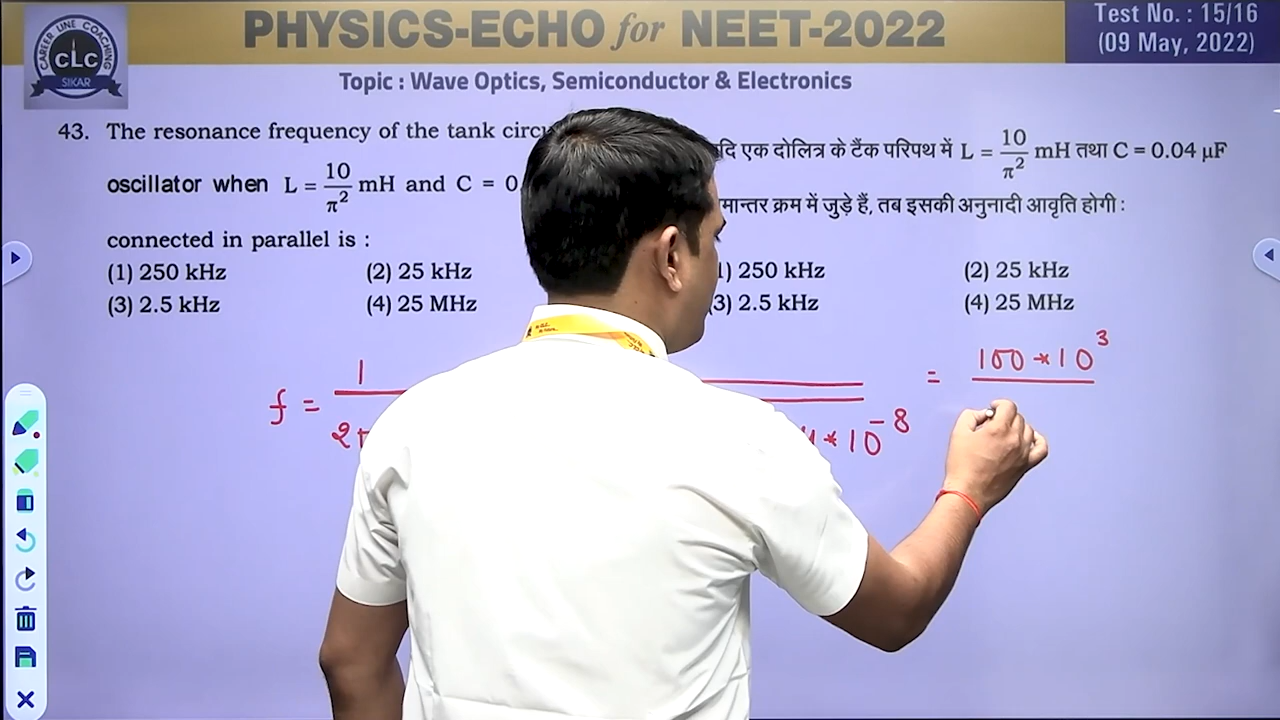 PHYSICS-ECHO for NEET-2022
Test No. : 15/16
(09 May, 2022)
CAREER LINE COACHING
CLC
SIKAR
Topic : Wave Optics, Semiconductor & Electronics
43. The resonance frequency of the tank
oscillator when L = 10/π² mH and C = 0.
connected in parallel is :
(1) 250 kHz (2) 25 kHz
(3) 2.5 kHz (4) 25 MHz
एक दोलित्र के टैंक परिपथ में L = 10/π² mH तथा C = 0.04 μF
क्रम में जुड़े हैं, तब इसकी अनुनादी आवृति होगी :
1) 250 kHz (2) 25 kHz
(3) 2.5 kHz (4) 25 MHz
f = 1
2π
4*10⁻⁸
= 100*10³